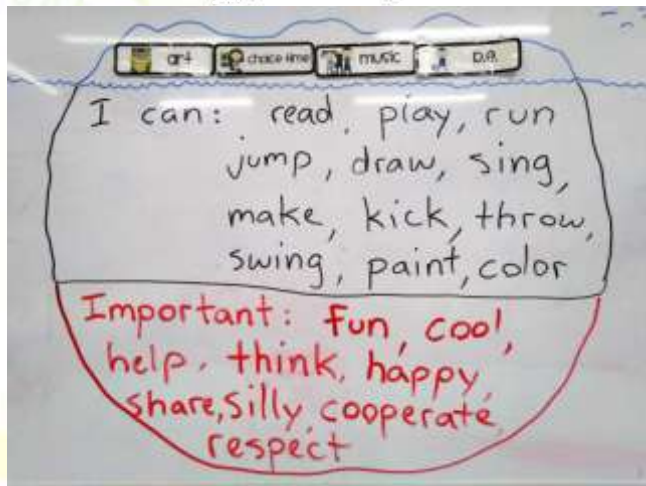 art choice time music P.E.
I can: read, play, run
jump, draw, sing,
make, kick, throw,
swing, paint, color
Important: fun, cool,
help, think, happy,
share, silly, cooperate,
respect